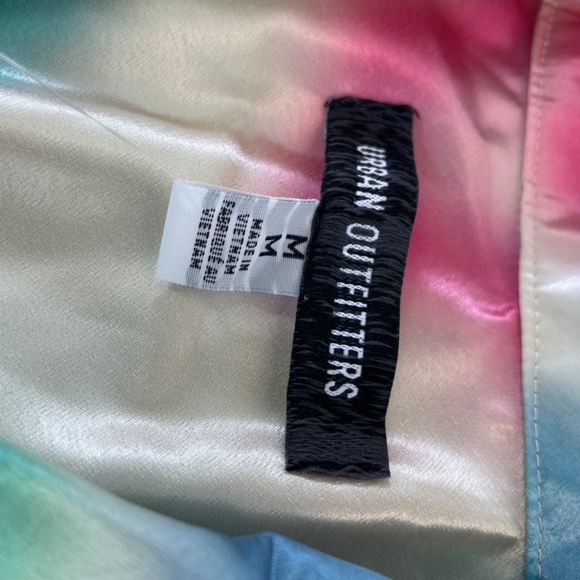 URBAN OUTFITTERS
M
M
MADE IN
VIETNAM
FABRIQUÉ AU
VIETNAM